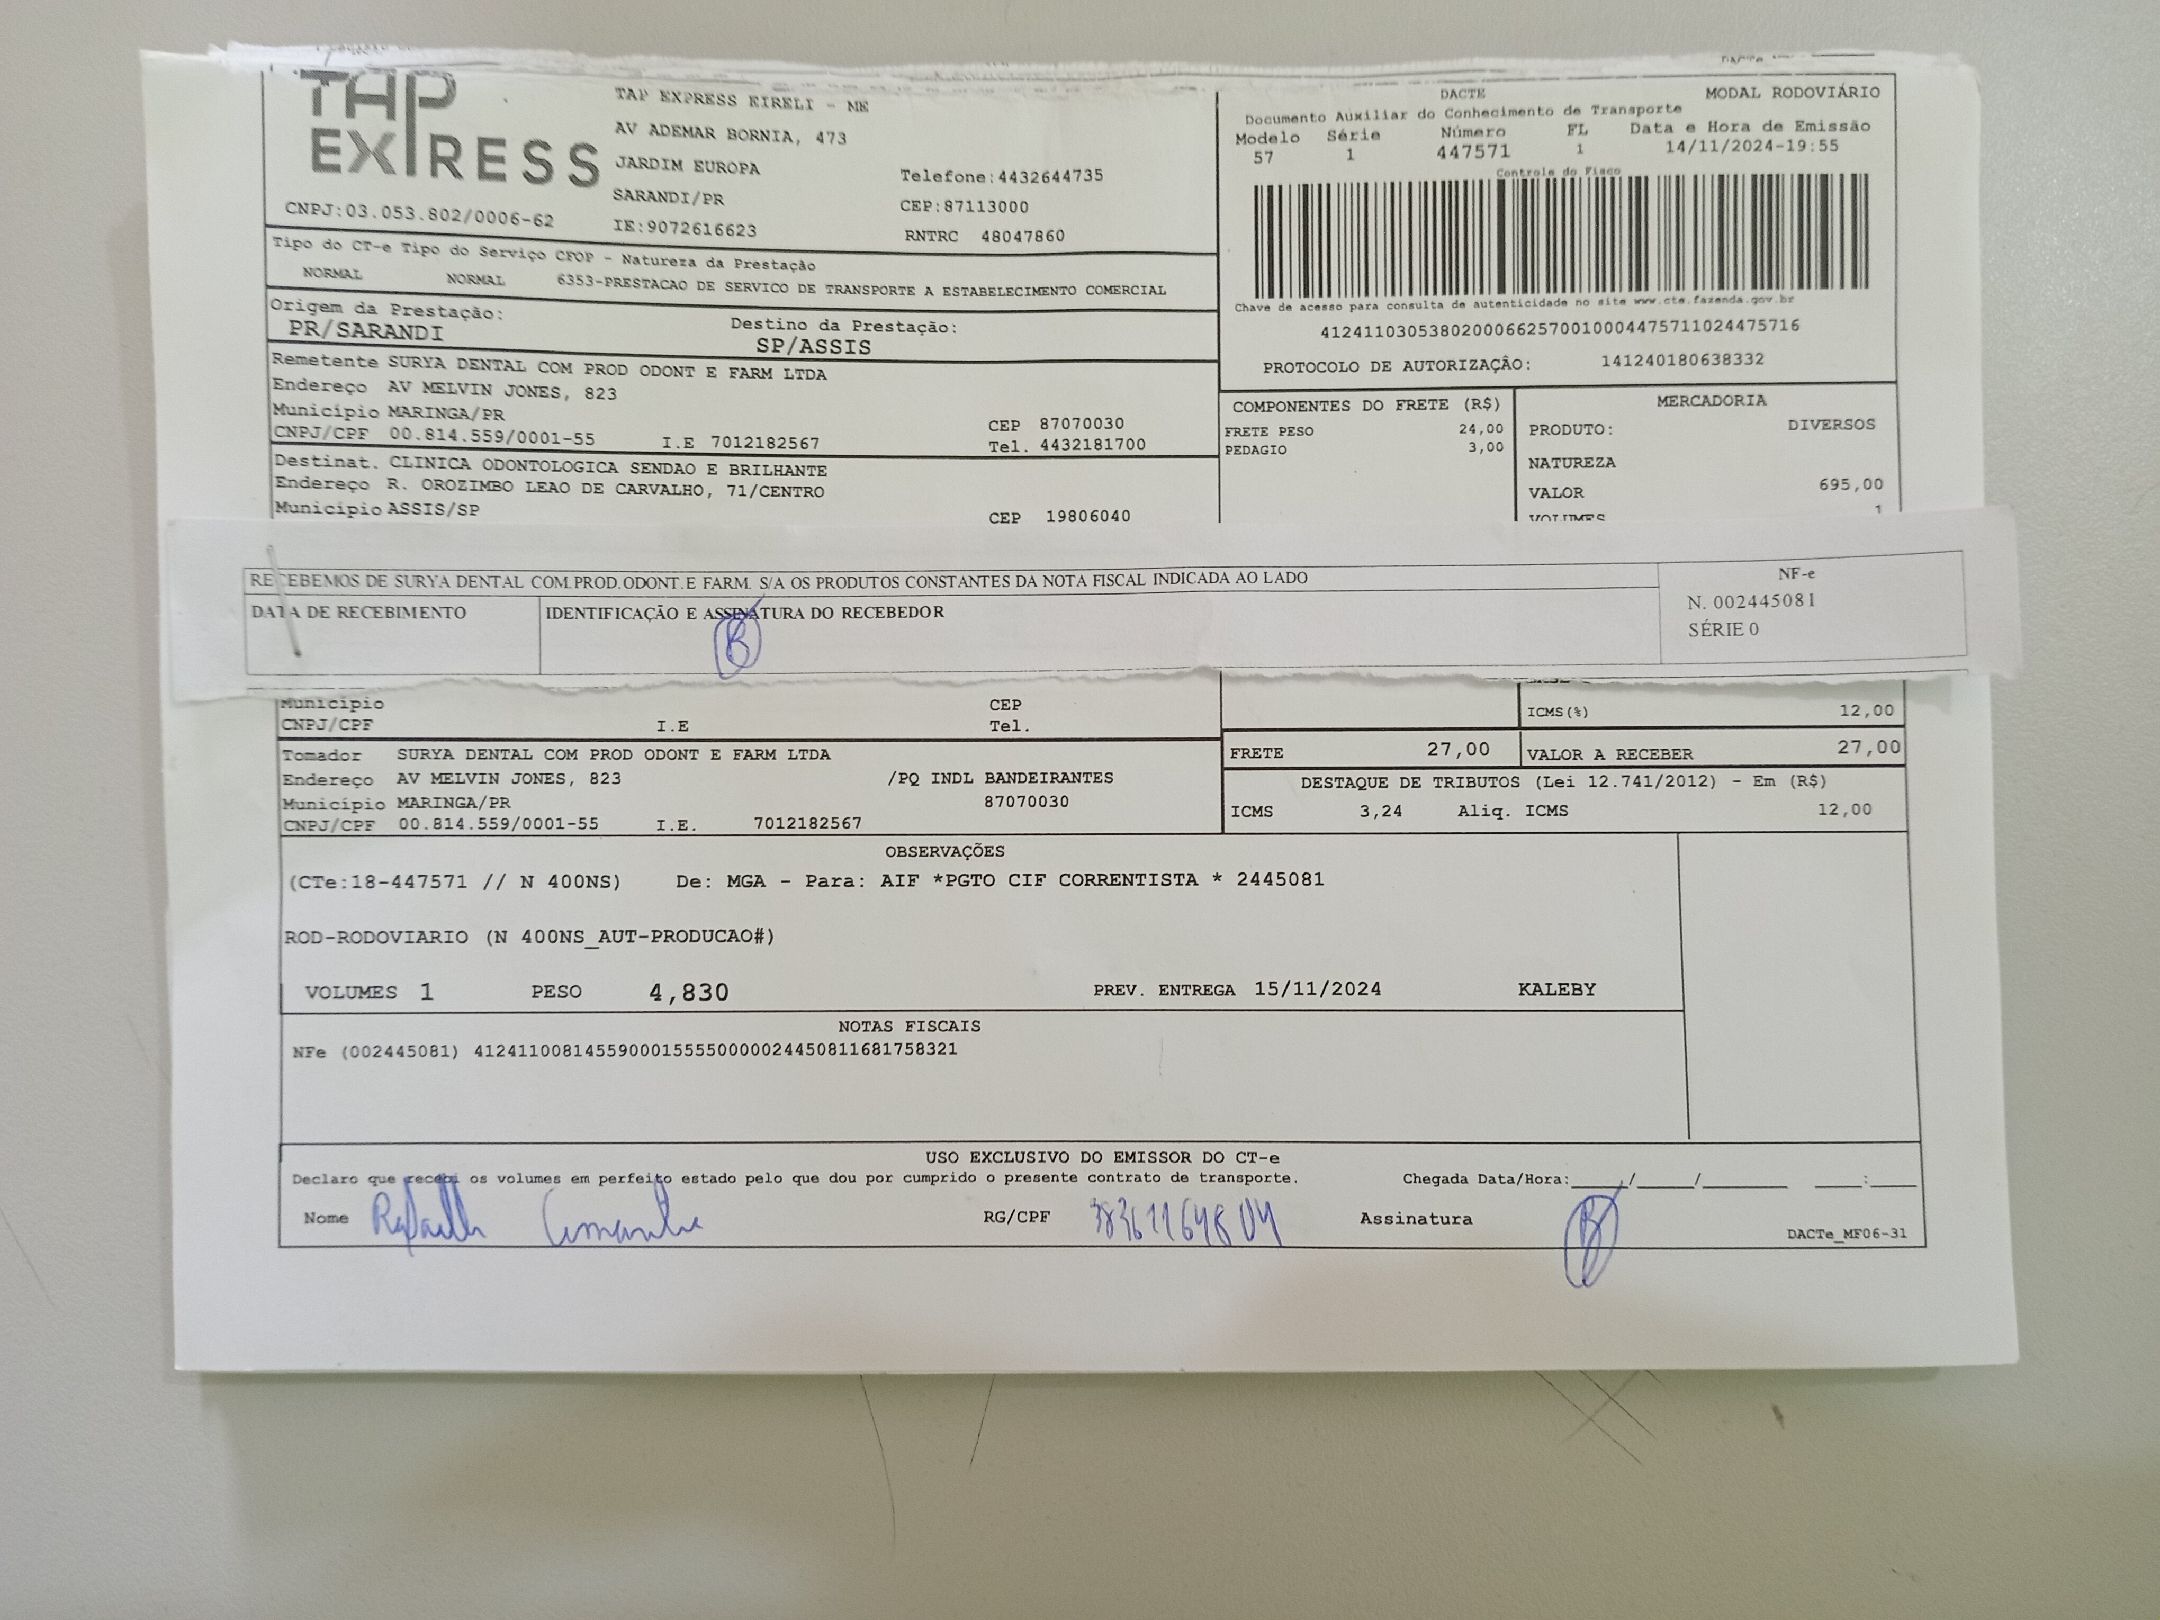 TAP EXPRESS
TAP EXPRESS EIRELI - ME
AV ADEMAR BORNIA, 473
JARDIM EUROPA
SARANDI/PR
IE:9072616623
Telefone:4432644735
CEP:87113000
RNTRC 48047860
CNPJ:03.053.802/0006-62
DACTE MODAL RODOVIÁRIO
Documento Auxiliar do Conhecimento de Transporte
Modelo Série Número FL Data e Hora de Emissão
57 1 447571 1 14/11/2024-19:55
Controle do Fisco
Chave de acesso para consulta de autenticidade no site www.cte.fazenda.gov.br
41241103053802000662570010004475711024475716
PROTOCOLO DE AUTORIZAÇÃO: 141240180638332
Tipo do CT-e Tipo do Serviço CFOP - Natureza da Prestação
NORMAL NORMAL 6353-PRESTACAO DE SERVICO DE TRANSPORTE A ESTABELECIMENTO COMERCIAL
Origem da Prestação: Destino da Prestação:
PR/SARANDI SP/ASSIS
Remetente SURYA DENTAL COM PROD ODONT E FARM LTDA
Endereço AV MELVIN JONES, 823
Município MARINGA/PR CEP 87070030
CNPJ/CPF 00.814.559/0001-55 I.E 7012182567 Tel. 4432181700
Destinat. CLINICA ODONTOLOGICA SENDAO E BRILHANTE
Endereço R. OROZIMBO LEAO DE CARVALHO, 71/CENTRO
Município ASSIS/SP CEP 19806040
COMPONENTES DO FRETE (R$)
FRETE PESO 24,00
PEDAGIO 3,00
MERCADORIA
PRODUTO: DIVERSOS
NATUREZA
VALOR 695,00
VOLUMES 1
RECEBEMOS DE SURYA DENTAL COM.PROD.ODONT.E FARM. S/A OS PRODUTOS CONSTANTES DA NOTA FISCAL INDICADA AO LADO
DATA DE RECEBIMENTO IDENTIFICAÇÃO E ASSINATURA DO RECEBEDOR
NF-e
N. 002445081
SÉRIE 0
Município CEP
CNPJ/CPF I.E Tel.
ICMS(%) 12,00
Tomador SURYA DENTAL COM PROD ODONT E FARM LTDA
Endereço AV MELVIN JONES, 823 /PQ INDL BANDEIRANTES
Município MARINGA/PR 87070030
CNPJ/CPF 00.814.559/0001-55 I.E. 7012182567
FRETE 27,00 VALOR A RECEBER 27,00
DESTAQUE DE TRIBUTOS (Lei 12.741/2012) - Em (R$)
ICMS 3,24 Aliq. ICMS 12,00
OBSERVAÇÕES
(CTe:18-447571 // N 400NS) De: MGA - Para: AIF *PGTO CIF CORRENTISTA * 2445081
ROD-RODOVIARIO (N 400NS_AUT-PRODUCAO#)
VOLUMES 1 PESO 4,830 PREV. ENTREGA 15/11/2024 KALEBY
NOTAS FISCAIS
NFe (002445081) 41241100814559000155550000024450811681758321
USO EXCLUSIVO DO EMISSOR DO CT-e
Declaro que recebi os volumes em perfeito estado pelo que dou por cumprido o presente contrato de transporte. Chegada Data/Hora:____/____/______ ____:____
Nome RG/CPF Assinatura
DACTe_MF06-31